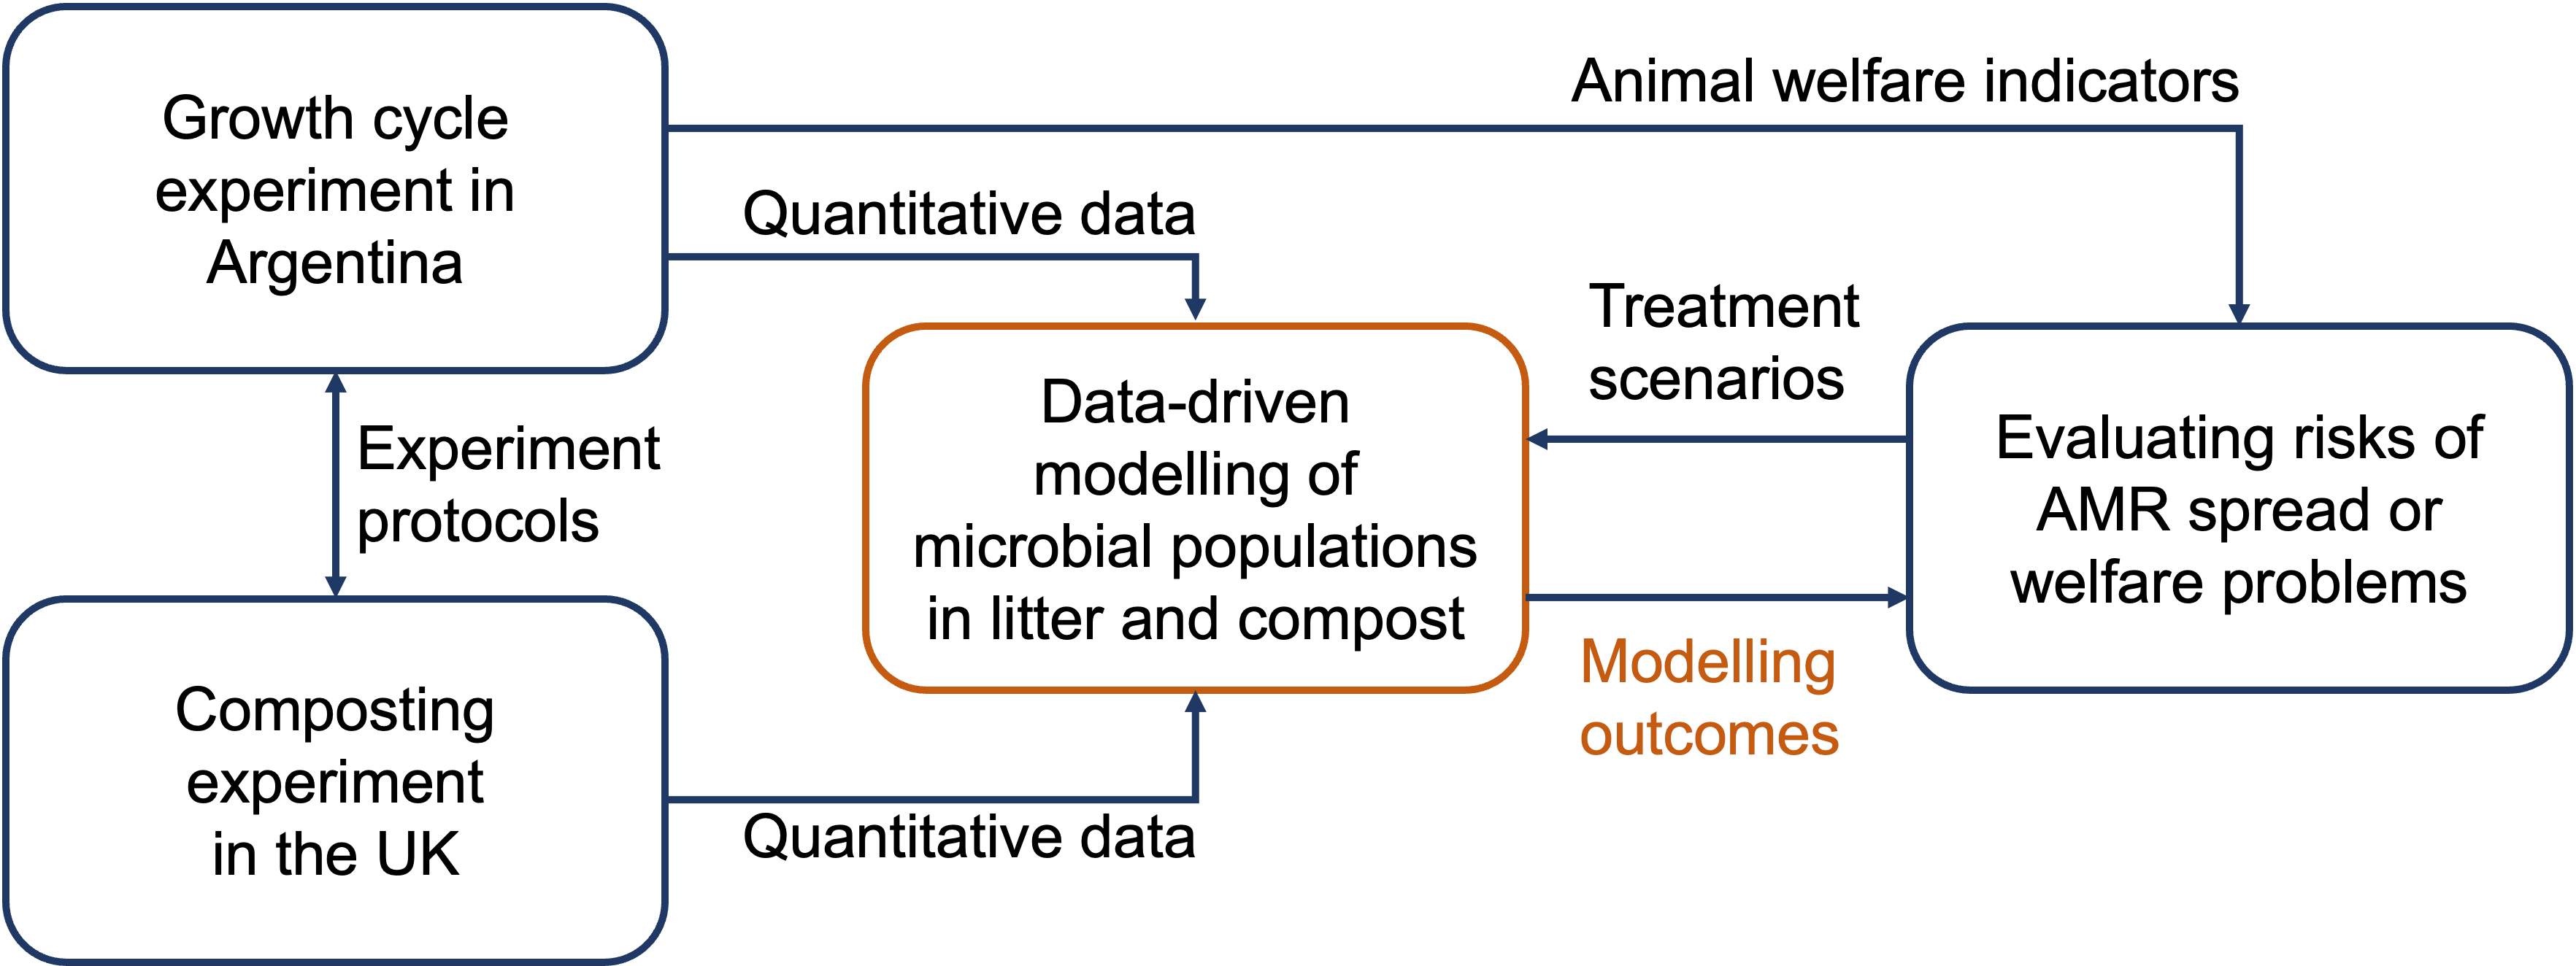 Growth cycle
experiment in
Argentina
Animal welfare indicators
Quantitative data
Treatment
scenarios
Experiment
protocols
Data-driven
modelling of
microbial populations
in litter and compost
Evaluating risks of
AMR spread or
welfare problems
Modelling
outcomes
Composting
experiment
in the UK
Quantitative data